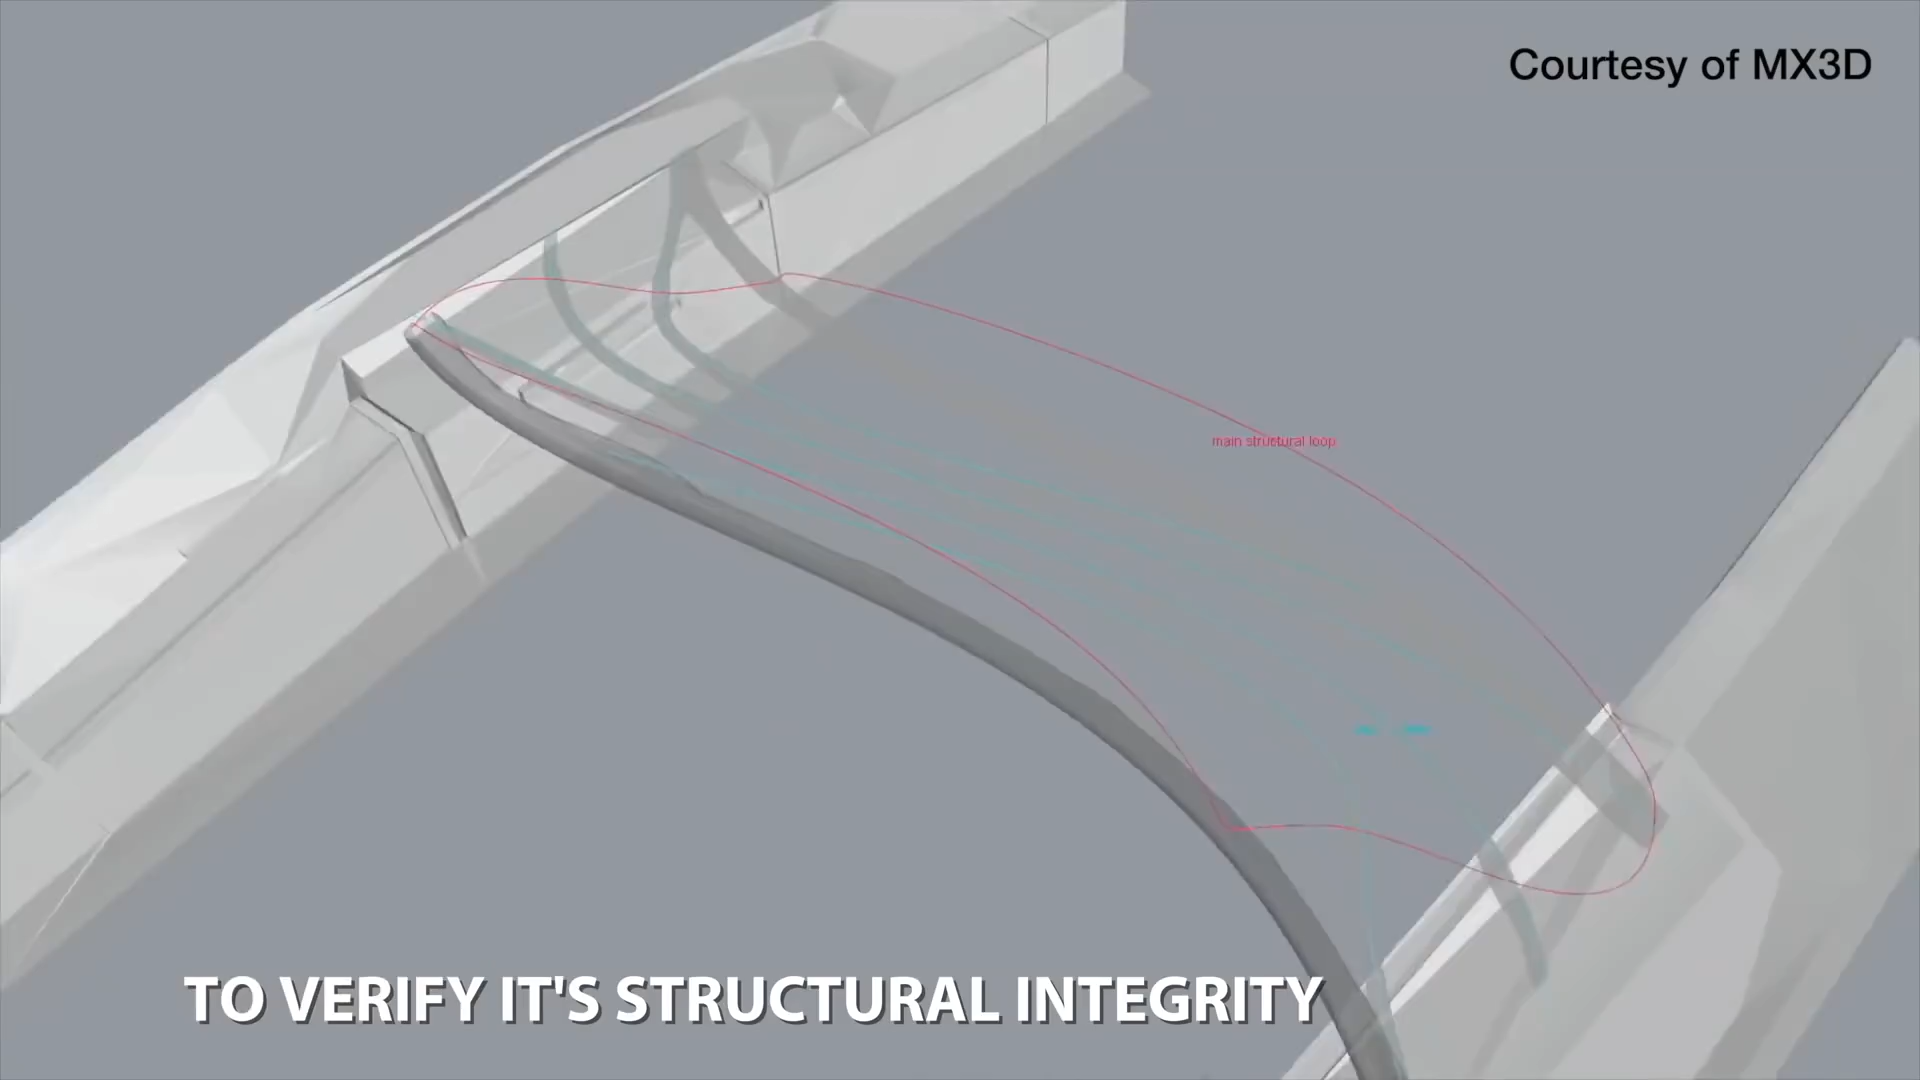 Courtesy of MX3D
main structural loop
TO VERIFY IT'S STRUCTURAL INTEGRITY